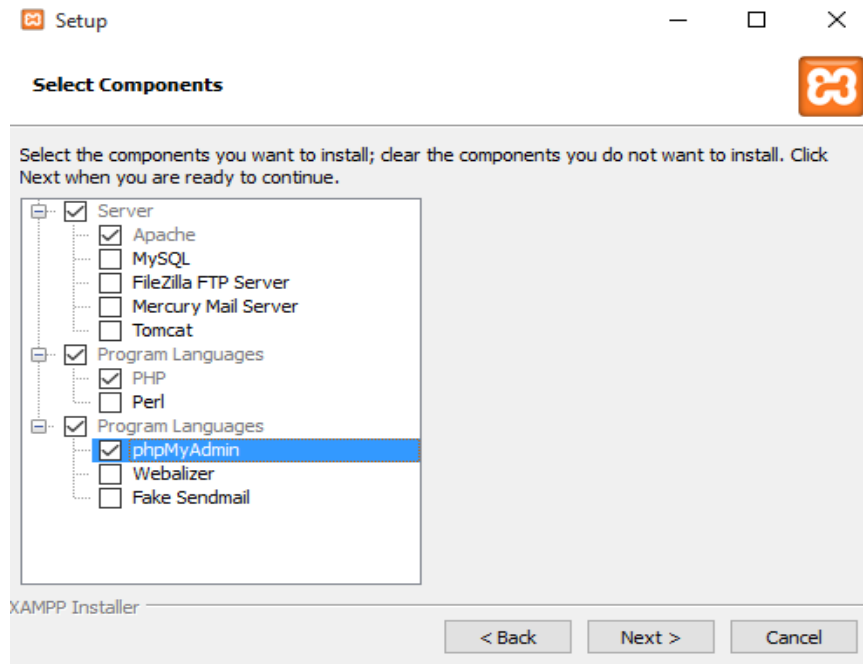 Setup
Select Components
Select the components you want to install; clear the components you do not want to install. Click
Next when you are ready to continue.
Server
Apache
MySQL
FileZilla FTP Server
Mercury Mail Server
Tomcat
Program Languages
PHP
Perl
Program Languages
phpMyAdmin
Webalizer
Fake Sendmail
XAMPP Installer
< Back
Next >
Cancel